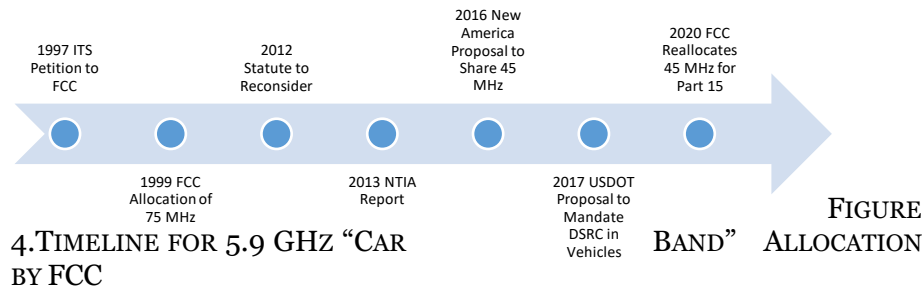 1997 ITS
Petition to
FCC
1999 FCC
Allocation of
75 MHz
2012
Statute to
Reconsider
2013 NTIA
Report
2016 New
America
Proposal to
Share 45
MHz
2017 USDOT
Proposal to
Mandate
DSRC in
Vehicles
2020 FCC
Reallocates
45 MHz for
Part 15
FIGURE
4.TIMELINE FOR 5.9 GHZ “CAR BAND” ALLOCATION
BY FCC